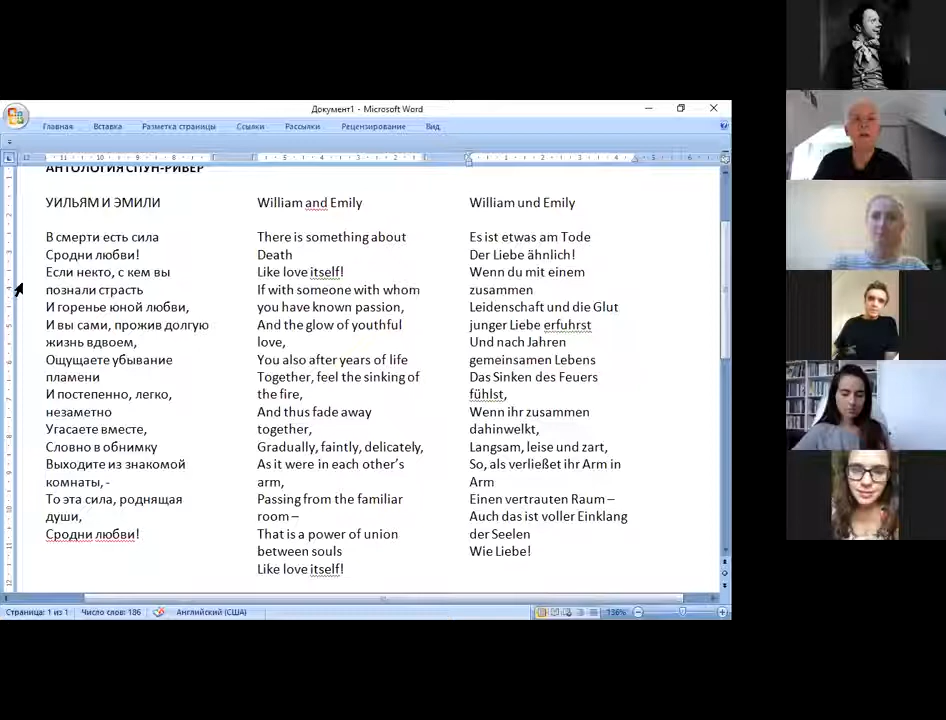 Документ1 - Microsoft Word
Главная
Вставка
Разметка страницы
Ссылки
Рассылки
Рецензирование
Вид
АНТОЛОГИЯ СПУН-РИВЕР
УИЛЬЯМ И ЭМИЛИ
В смерти есть сила
Сродни любви!
Если некто, с кем вы
познали страсть
И горенье юной любви,
И вы сами, прожив долгую
жизнь вдвоем,
Ощущаете убывание
пламени
И постепенно, легко,
незаметно
Угасаете вместе,
Словно в обнимку
Выходите из знакомой
комнаты, -
То эта сила, роднящая
души,
Сродни любви!
William and Emily
There is something about
Death
Like love itself!
If with someone with whom
you have known passion,
And the glow of youthful
love,
You also after years of life
Together, feel the sinking of
the fire,
And thus fade away
together,
Gradually, faintly, delicately,
As it were in each other’s
arm,
Passing from the familiar
room –
That is a power of union
between souls
Like love itself!
William und Emily
Es ist etwas am Tode
Der Liebe ähnlich!
Wenn du mit einem
zusammen
Leidenschaft und die Glut
junger Liebe erfuhrst
Und nach Jahren
gemeinsamen Lebens
Das Sinken des Feuers
fühlst,
Wenn ihr zusammen
dahinwelkt,
Langsam, leise und zart,
So, als verließet ihr Arm in
Arm
Einen vertrauten Raum –
Auch das ist voller Einklang
der Seelen
Wie Liebe!
Страница: 1 из 1
Число слов: 186
Английский (США)
136%